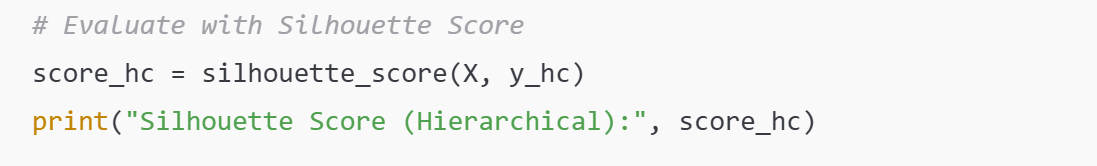 # Evaluate with Silhouette Score
score_hc = silhouette_score(X, y_hc)
print("Silhouette Score (Hierarchical):", score_hc)